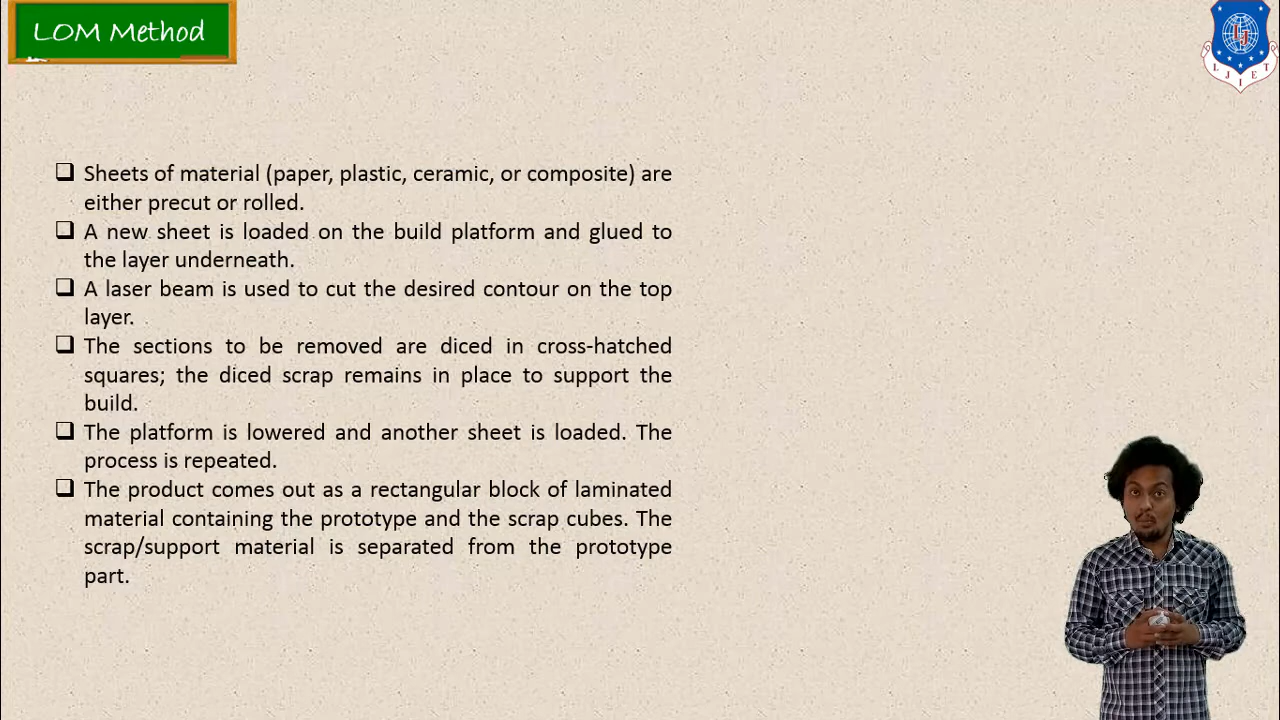 LOM Method
L J I E T
Sheets of material (paper, plastic, ceramic, or composite) are
either precut or rolled.
A new sheet is loaded on the build platform and glued to
the layer underneath.
A laser beam is used to cut the desired contour on the top
layer.
The sections to be removed are diced in cross-hatched
squares; the diced scrap remains in place to support the
build.
The platform is lowered and another sheet is loaded. The
process is repeated.
The product comes out as a rectangular block of laminated
material containing the prototype and the scrap cubes. The
scrap/support material is separated from the prototype
part.